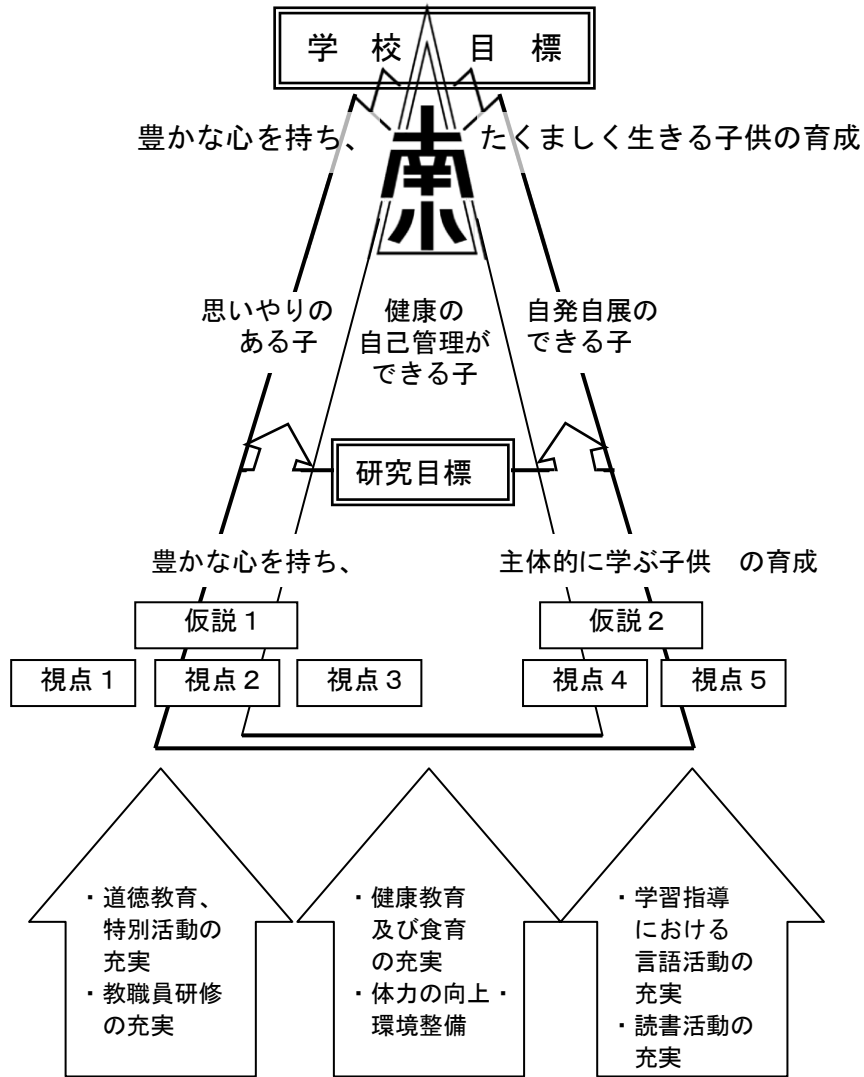 学 校 目 標
豊かな心を持ち、 たくましく生きる子供の育成
南
小
思いやりの
ある子
健康の
自己管理が
できる子
自発自展の
できる子
研究目標
豊かな心を持ち、 主体的に学ぶ子供 の育成
仮説1 仮説2
視点1 視点2 視点3 視点4 視点5
・道徳教育、
特別活動の
充実
・教職員研修
の充実
・健康教育
及び食育
の充実
・体力の向上・
環境整備
・学習指導
における
言語活動の
充実
・読書活動の
充実